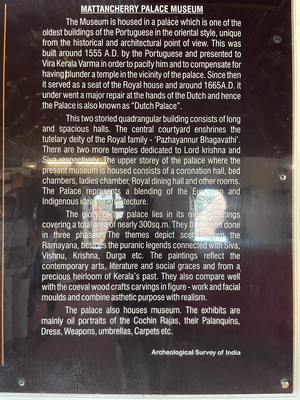 MATTANCHERRY PALACE MUSEUM
The Museum is housed in a palace which is one of the
oldest buildings of the Portuguese in the oriental style, unique
from the historical and architectural point of view. This was
built around 1555 A.D. by the Portuguese and presented to
Vira Kerala Varma in order to pacify him and to compensate for
having plunder a temple in the vicinity of the palace. Since then
it served as a seat of the Royal house and around 1665A.D. it
under went a major repair at the hands of the Dutch and hence
the Palace is also known as "Dutch Palace".
This two storied quadrangular building consists of long
and spacious halls. The central courtyard enshrines the
tutelary deity of the Royal family - 'Pazhayannur Bhagavathi'.
There are two more temples dedicated to Lord krishna and
Siva respectively. The upper storey of the palace where the
present museum is housed consists of a coronation hall, bed
chambers, ladies chamber, Royal dining hall and other rooms.
The Palace represents a blending of the and
Indigenous architecture.
The glory of the palace lies in its
covering a total area of nearly 300sq.m. They done
in three phases. The themes depict the
Ramayana, besides the puranic legends connected with Siva,
Vishnu, Krishna, Durga etc. The paintings reflect the
contemporary arts, literature and social graces and from a
precious heirloom of Kerala's past. They also compare well
with the coeval wood crafts carvings in figure - work and facial
moulds and combine asthetic purpose with realism.
The palace also houses museum. The exhibits are
mainly oil portraits of the Cochin Rajas, their Palanquins,
Dress, Weapons, umbrellas, Carpets etc.
Archeological Survey of India